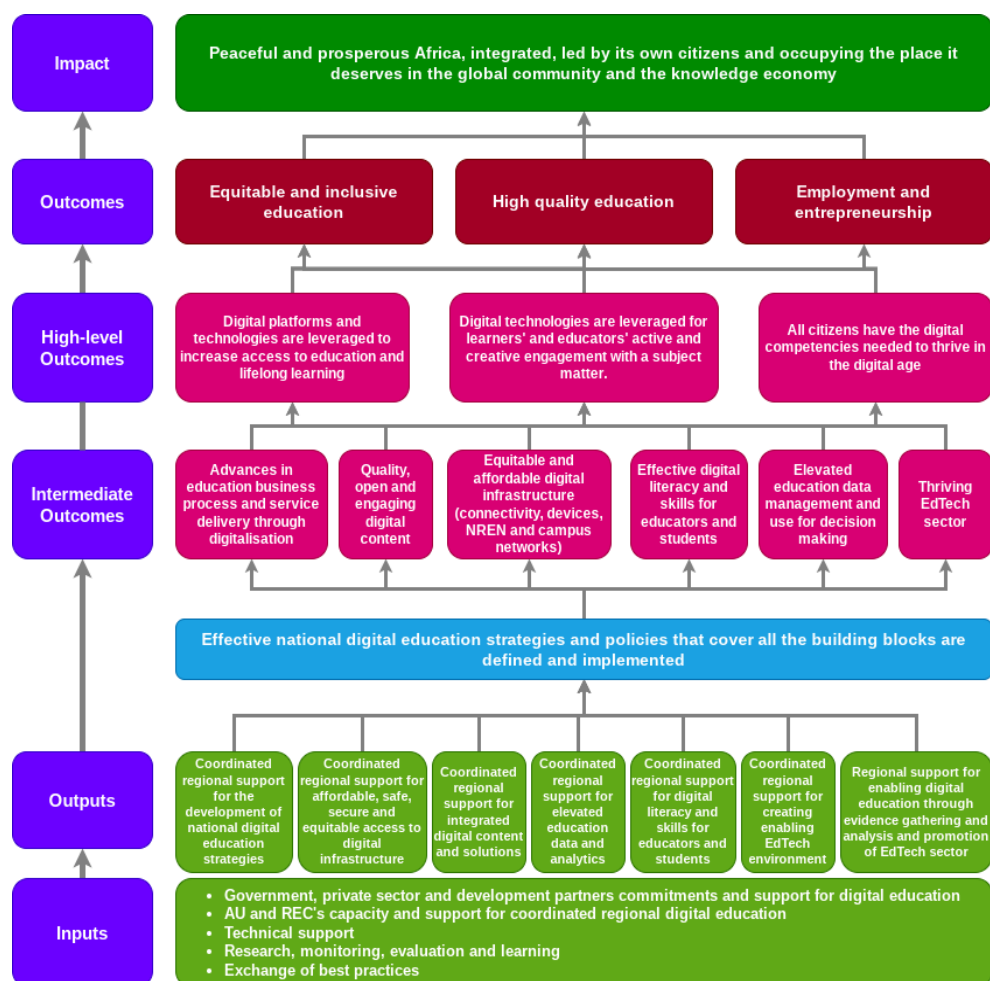 Impact
Peaceful and prosperous Africa, integrated, led by its own citizens and occupying the place it
deserves in the global community and the knowledge economy
Outcomes
Equitable and inclusive
education
High quality education
Employment and
entrepreneurship
High-level
Outcomes
Digital platforms and
technologies are leveraged to
increase access to education and
lifelong learning
Digital technologies are leveraged for
learners' and educators' active and
creative engagement with a subject
matter.
All citizens have the digital
competencies needed to thrive in
the digital age
Intermediate
Outcomes
Advances in
education business
process and service
delivery through
digitalisation
Quality,
open and
engaging
digital
content
Equitable and
affordable digital
infrastructure
(connectivity, devices,
NREN and campus
networks)
Effective digital
literacy and
skills for
educators and
students
Elevated
education data
management and
use for decision
making
Thriving
EdTech
sector
Effective national digital education strategies and policies that cover all the building blocks are
defined and implemented
Outputs
Coordinated
regional support
for the
development of
national digital
education
strategies
Coordinated
regional support for
affordable, safe,
secure and
equitable access to
digital
infrastructure
Coordinated
regional
support for
integrated
digital content
and solutions
Coordinated
regional
support for
elevated
education
data and
analytics
Coordinated
regional support
for digital
literacy and
skills for
educators and
students
Coordinated
regional
support for
creating
enabling
EdTech
environment
Regional support for
enabling digital
education through
evidence gathering and
analysis and promotion
of EdTech sector
Inputs
• Government, private sector and development partners commitments and support for digital education
• AU and REC's capacity and support for coordinated regional digital education
• Technical support
• Research, monitoring, evaluation and learning
• Exchange of best practices